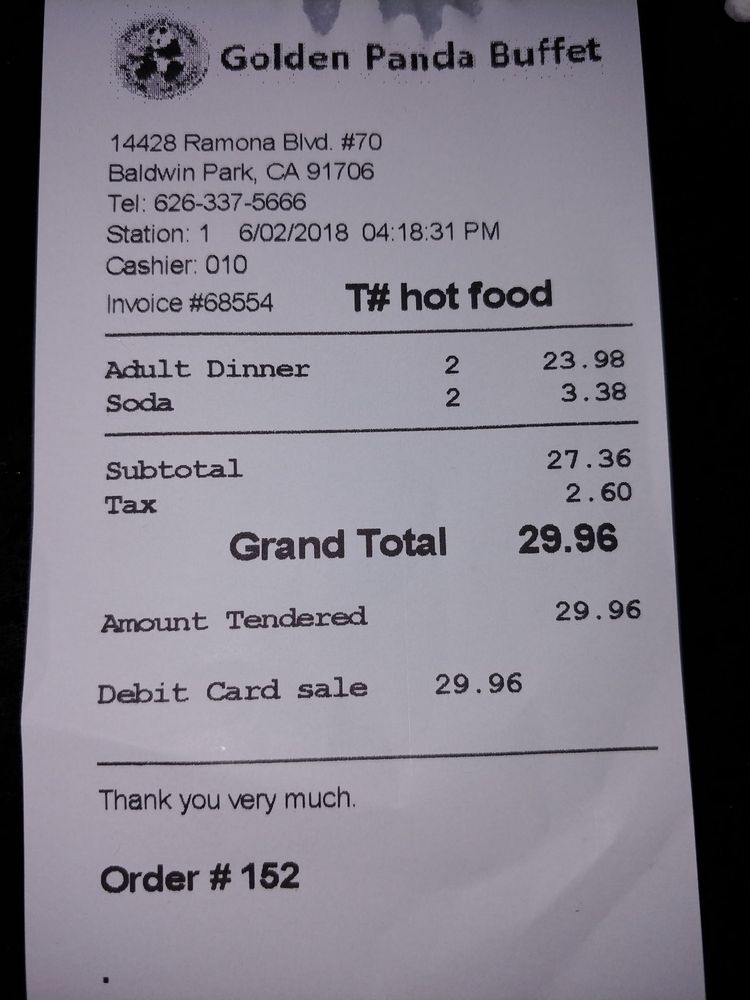 Golden Panda Buffet
14428 Ramona Blvd. #70
Baldwin Park, CA 91706
Tel: 626-337-5666
Station: 1 6/02/2018 04:18:31 PM
Cashier: 010
Invoice #68554 T# hot food
Adult Dinner 2 23.98
Soda 2 3.38
Subtotal 27.36
Tax 2.60
Grand Total 29.96
Amount Tendered 29.96
Debit Card sale 29.96
Thank you very much.
Order # 152
.